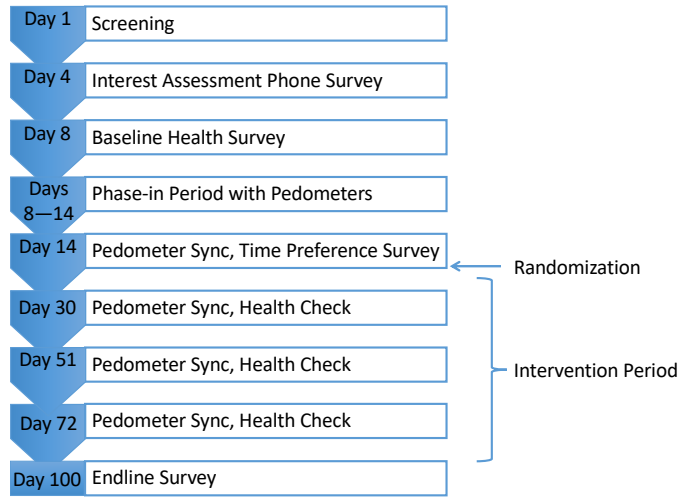 Day 1
Screening
Day 4
Interest Assessment Phone Survey
Day 8
Baseline Health Survey
Days
8—14
Phase-in Period with Pedometers
Day 14
Pedometer Sync, Time Preference Survey
Randomization
Day 30
Pedometer Sync, Health Check
Day 51
Pedometer Sync, Health Check
Intervention Period
Day 72
Pedometer Sync, Health Check
Day 100
Endline Survey